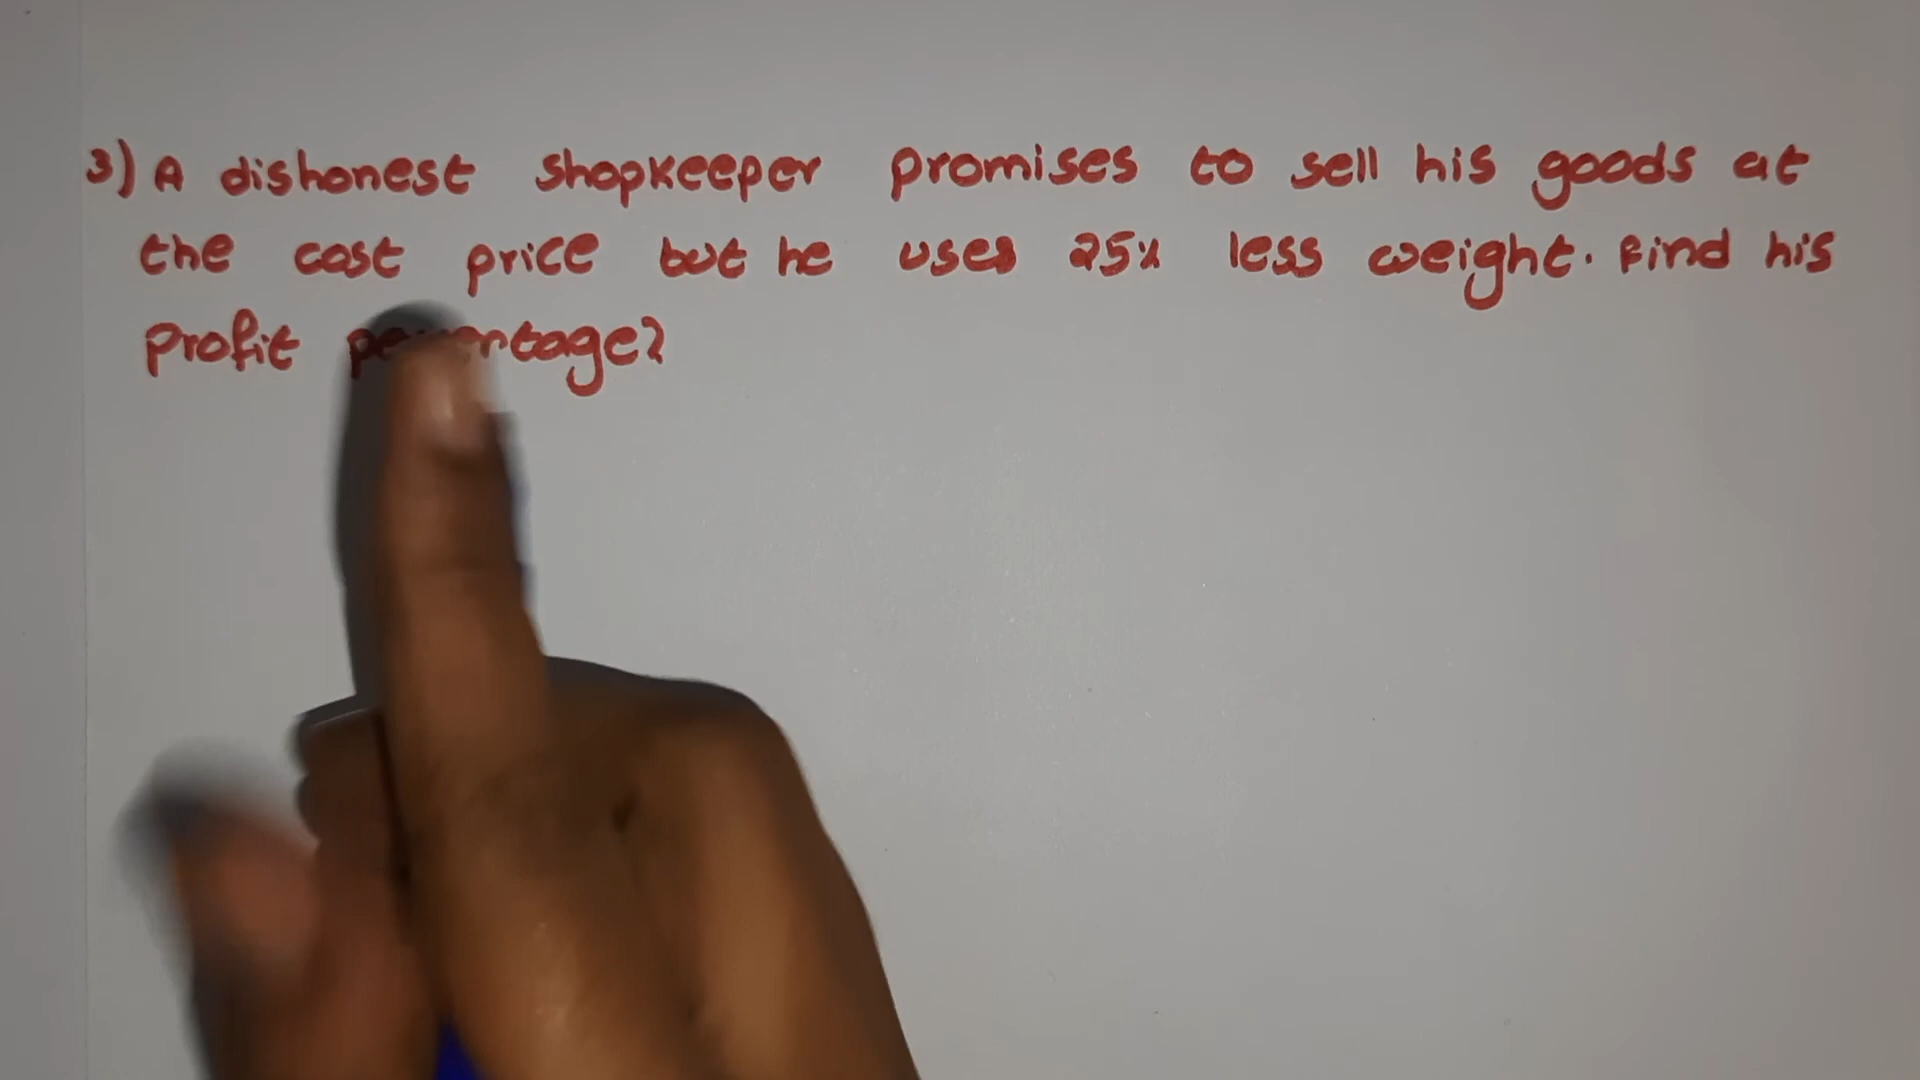 3) A dishonest shopkeeper promises to sell his goods at
the cost price but he uses 25% less weight. Find his
profit percentage?